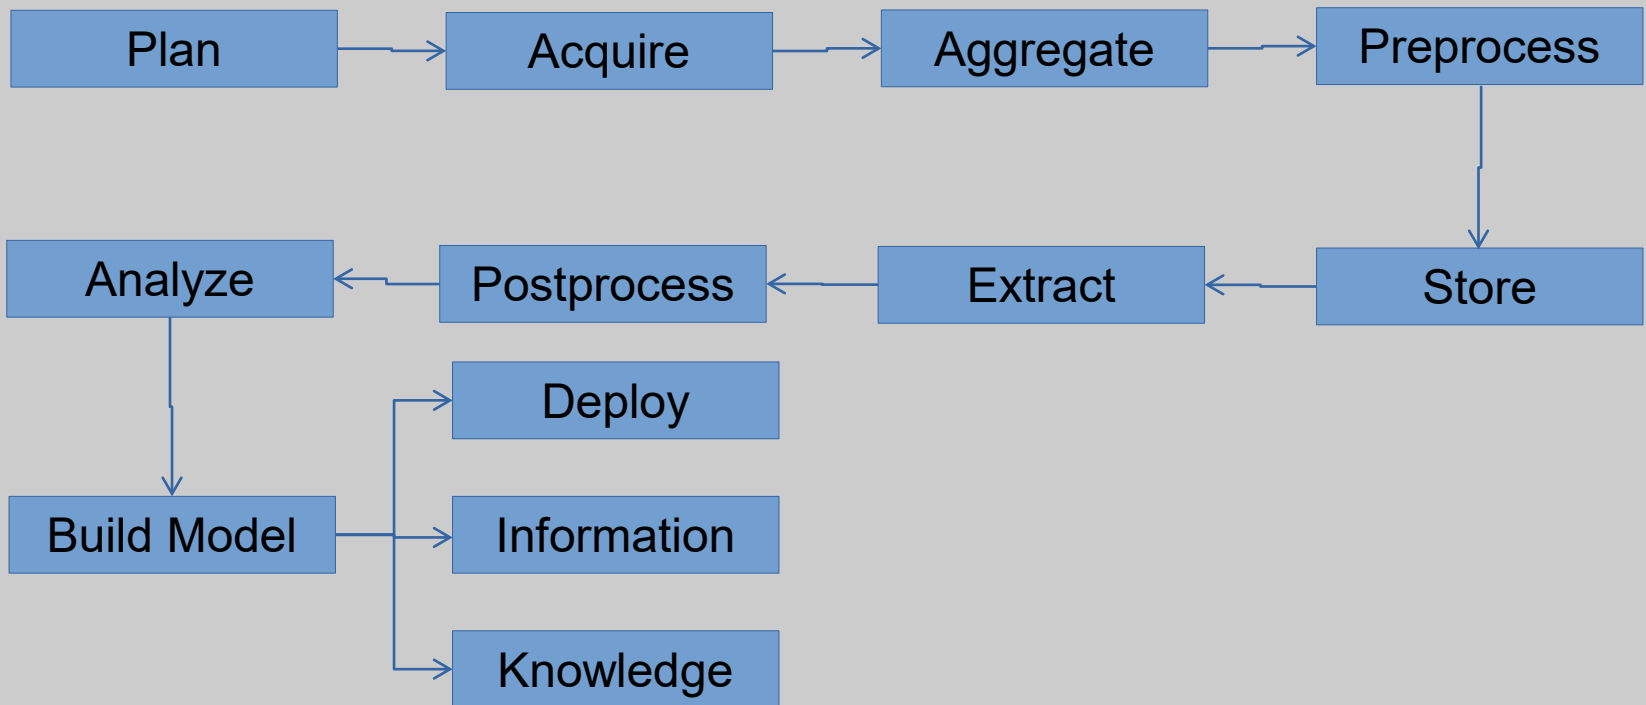 Plan
Acquire
Aggregate
Preprocess
Analyze
Postprocess
Extract
Store
Deploy
Build Model
Information
Knowledge